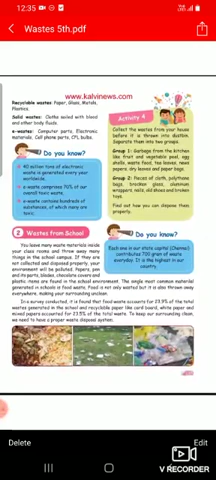 12:35
84%
Wastes 5th.pdf
www.kalvinews.com
Recyclable wastes: Paper, Glass, Metals,
Plastics.
Soiled wastes: Cloths soiled with blood
and other body fluids.
e-wastes: Computer parts, Electronic
materials, Cell phone parts, CFL bulbs.
Do you know?
40 million tons of electronic
waste is generated every year
worldwide.
e-waste comprises 70% of our
overall toxic waste.
e-wastes contains hundreds of
substances, of which many are
toxic.
Activity 4
Collect the wastes from your house
before it is thrown into dustbin.
Separate them into two groups.
Group 1: Garbage from the kitchen
like fruit and vegetable peel, egg
shells, waste food, tea leaves, news
papers, dry leaves and paper bags.
Group 2: Pieces of cloth, polythene
bags, broken glass, aluminum
wrappers, nails, old shoes and broken
toys.
Find out how you can dispose them
properly.
2 Wastes from School
You leave many waste materials inside
your class rooms and throw away many
things in the school campus. If they are
not collected and disposed properly, your
environment will be polluted. Papers, pen
and its parts, blades, chocolate covers and
plastic items are found in the school environment. The single most common material
generated in schools is food waste. Food is not only wasted but it is also thrown away
everywhere, making our surrounding unclean.
Do you know?
Each one in our state capital (Chennai)
contributes 700 gram of waste
everyday. It is the highest in our
country.
In a survey conducted, it is found that food waste accounts for 23.9% of the total
wastes generated in the school and recyclable paper like card board, white paper and
mixed papers accounted for 23.5% of the total waste. To keep our surrounding clean,
we need to have a proper waste disposal system.
Delete
Edit
V RECORDER